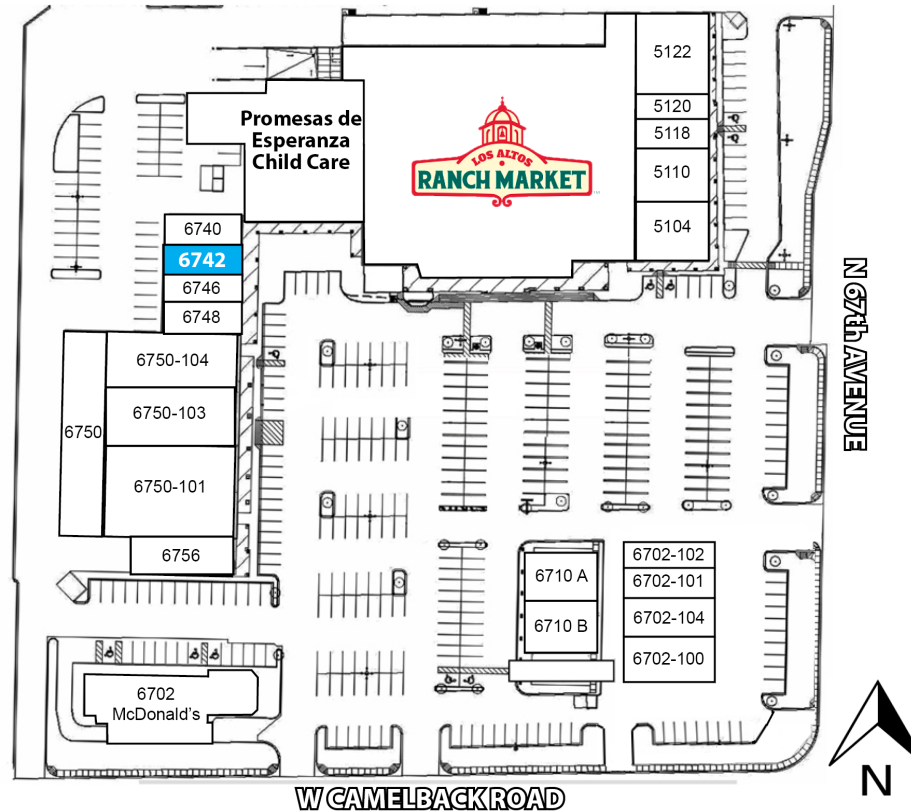 5122
5120
5118
5110
5104
Promesas de
Esperanza
Child Care
LOS ALTOS
RANCH MARKET
6740
6742
6746
6748
6750-104
6750-103
6750
6750-101
6756
N 67th AVENUE
6710 A
6710 B
6702-102
6702-101
6702-104
6702-100
6702
McDonald's
W CAMELBACK ROAD
N